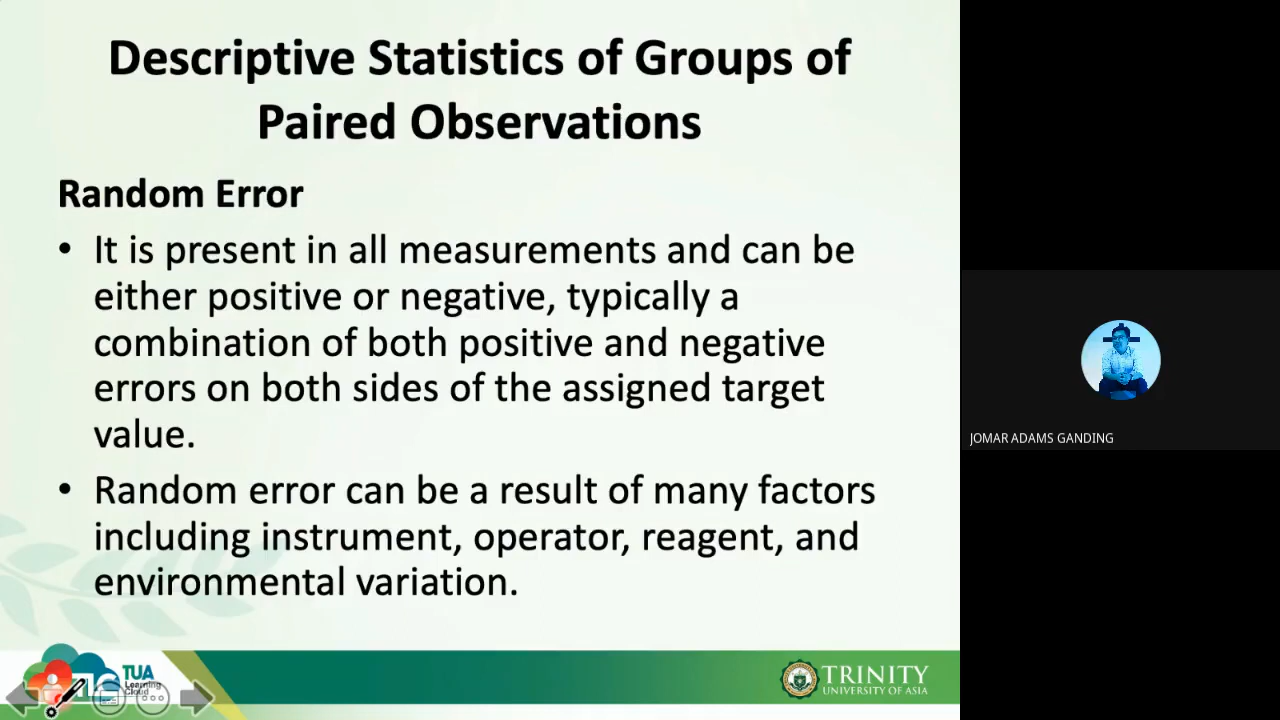 Descriptive Statistics of Groups of
Paired Observations
Random Error
• It is present in all measurements and can be
either positive or negative, typically a
combination of both positive and negative
errors on both sides of the assigned target
value.
• Random error can be a result of many factors
including instrument, operator, reagent, and
environmental variation.
JOMAR ADAMS GANDING
TUA
Learning
Cloud
TRINITY
UNIVERSITY OF ASIA